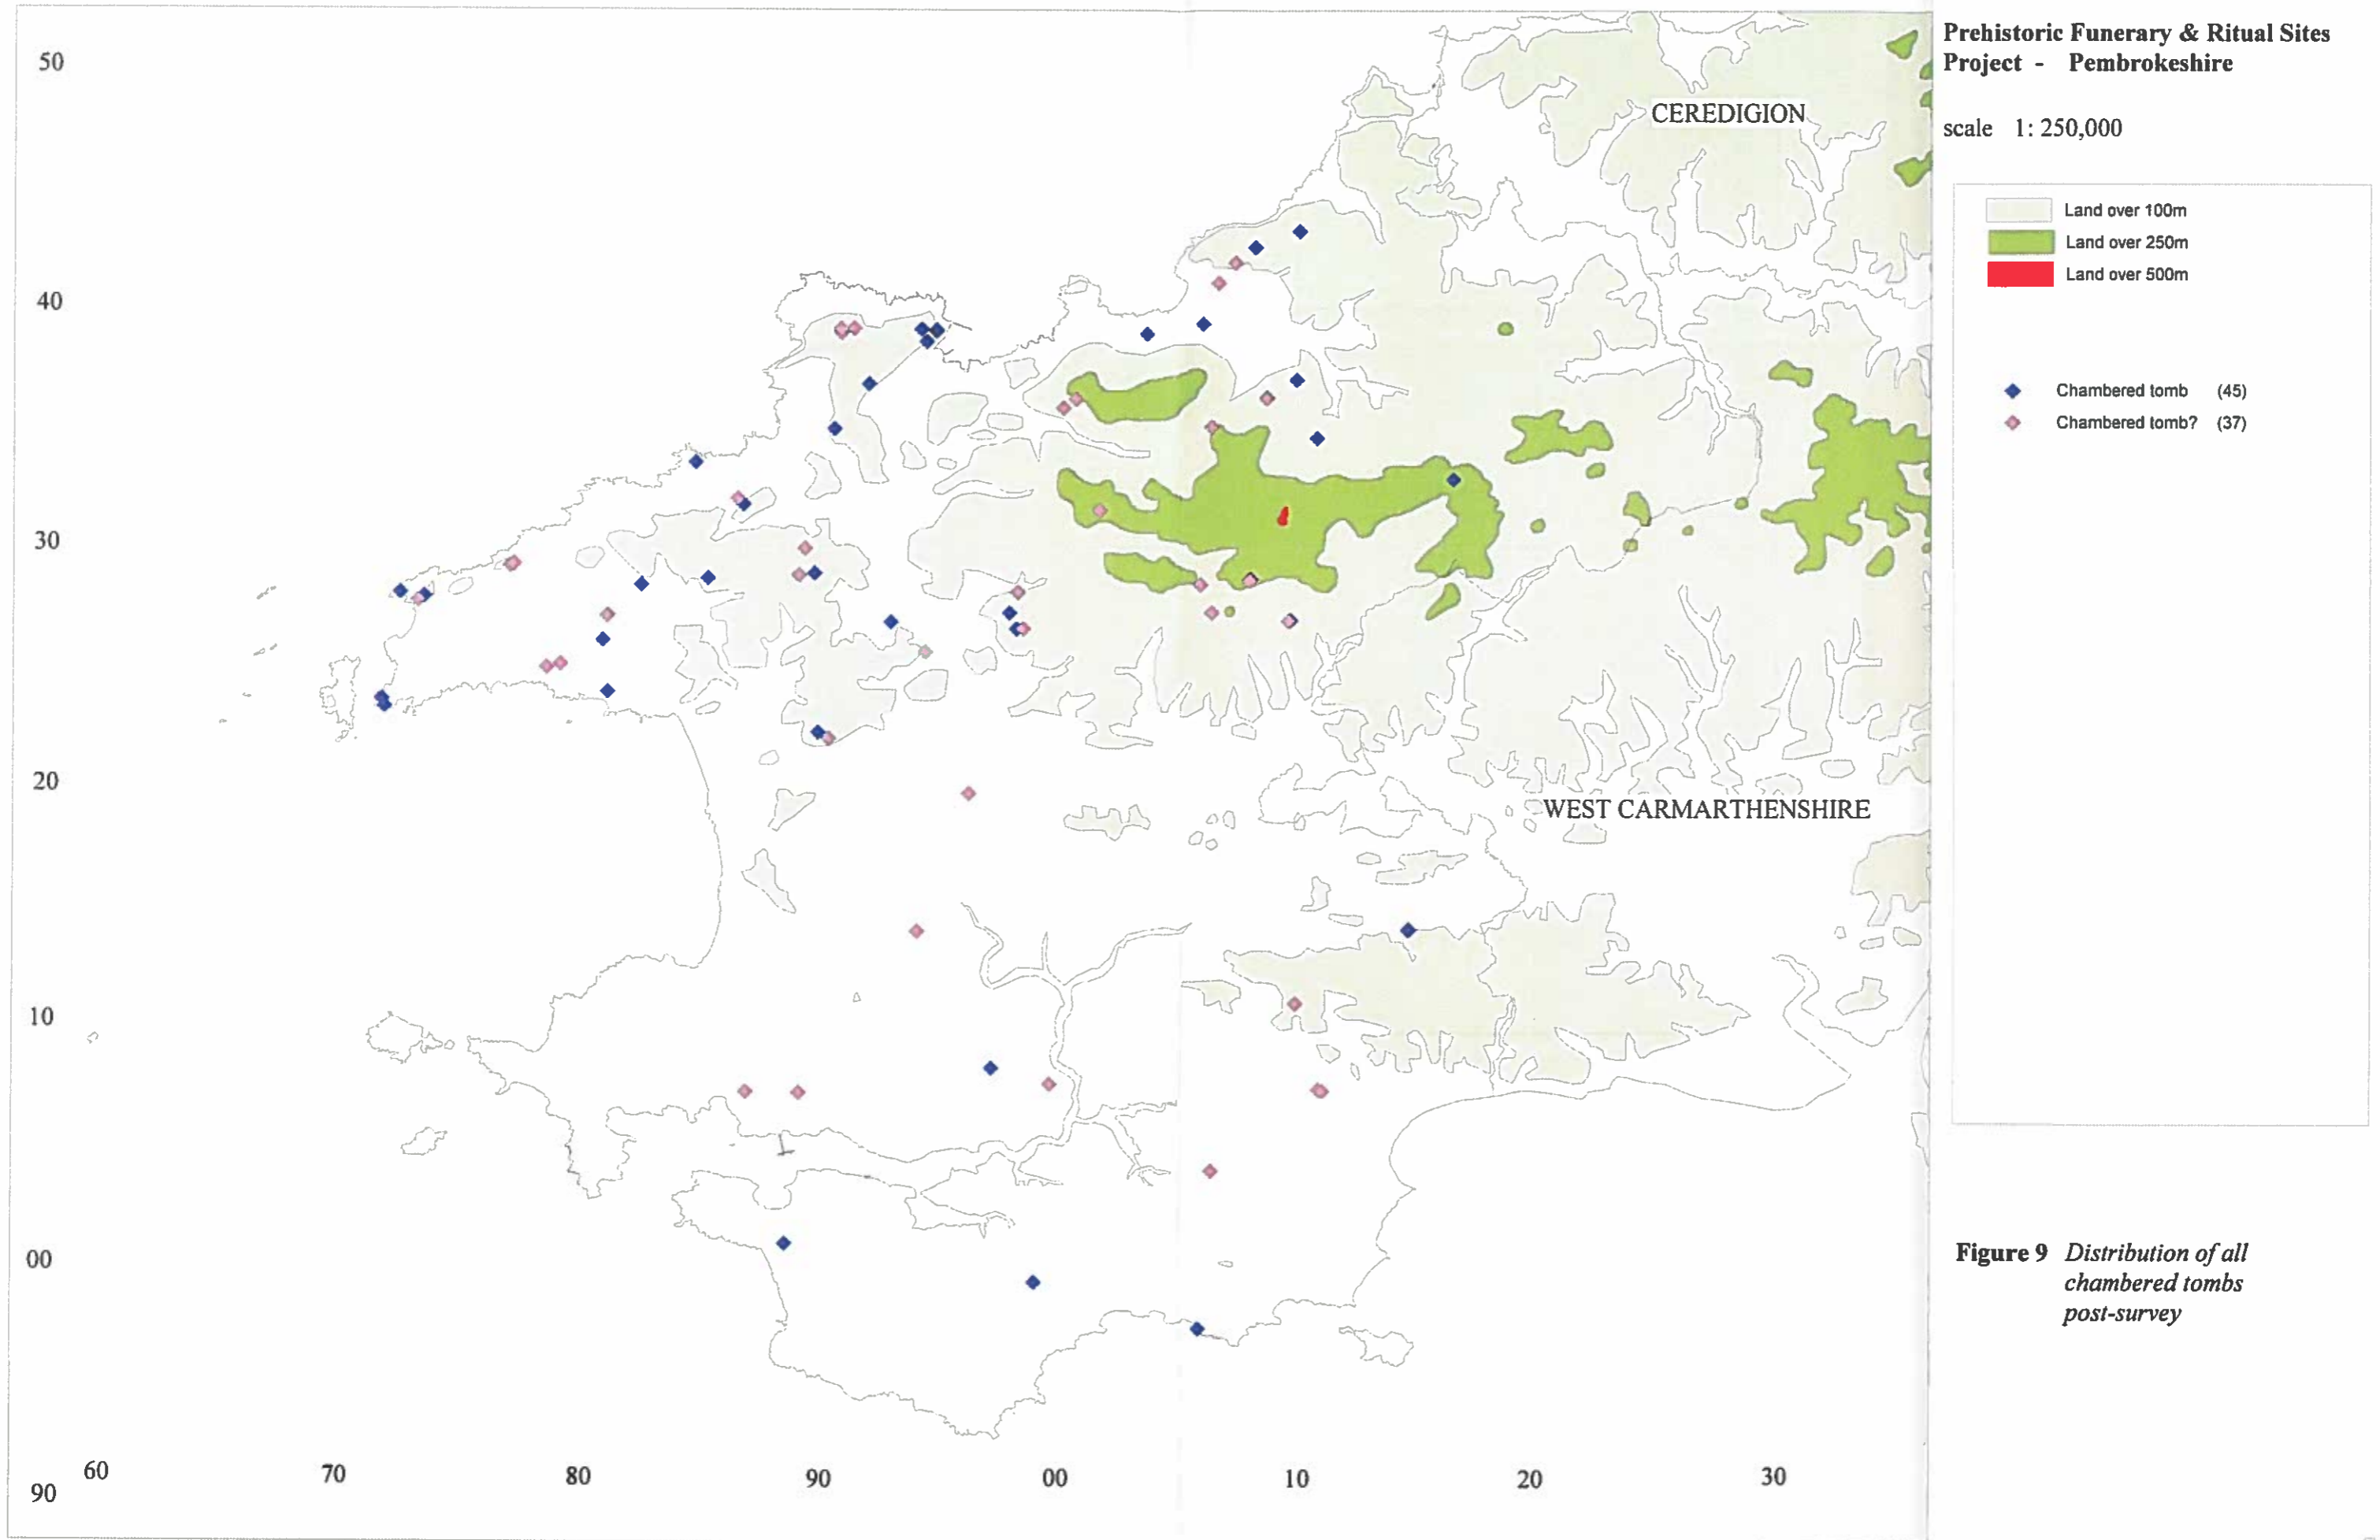 Prehistoric Funerary & Ritual Sites
Project - Pembrokeshire
scale 1: 250,000
Land over 100m
Land over 250m
Land over 500m
Chambered tomb (45)
Chambered tomb? (37)
Figure 9 Distribution of all
chambered tombs
post-survey
CEREDIGION
WEST CARMARTHENSHIRE
50
40
30
20
10
00
90
60 70 80 90 00 10 20 30